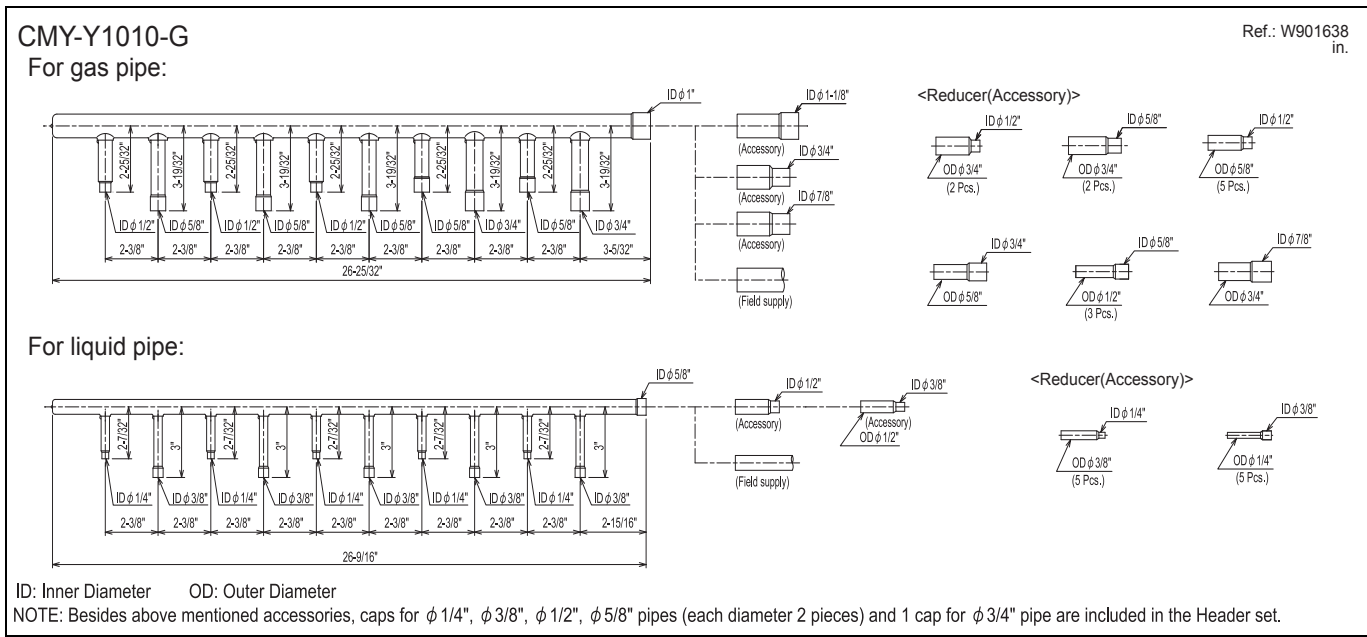 CMY-Y1010-G
Ref.: W901638
in.
For gas pipe:
ID ϕ 1"
ID ϕ 1-1/8"
(Accessory)
ID ϕ 3/4"
(Accessory)
ID ϕ 7/8"
(Accessory)
(Field supply)
<Reducer(Accessory)>
ID ϕ 1/2"
OD ϕ 3/4"
(2 Pcs.)
ID ϕ 5/8"
OD ϕ 3/4"
(2 Pcs.)
ID ϕ 1/2"
OD ϕ 5/8"
(5 Pcs.)
ID ϕ 3/4"
OD ϕ 5/8"
ID ϕ 5/8"
OD ϕ 1/2"
(3 Pcs.)
ID ϕ 7/8"
OD ϕ 3/4"
2-25/32" 3-19/32" 2-25/32" 3-19/32" 2-25/32" 3-19/32" 2-25/32" 3-19/32" 2-25/32" 3-19/32"
ID ϕ 1/2" ID ϕ 5/8" ID ϕ 1/2" ID ϕ 5/8" ID ϕ 1/2" ID ϕ 5/8" ID ϕ 5/8" ID ϕ 3/4" ID ϕ 5/8" ID ϕ 3/4"
2-3/8" 2-3/8" 2-3/8" 2-3/8" 2-3/8" 2-3/8" 2-3/8" 2-3/8" 2-3/8" 3-5/32"
26-25/32"
For liquid pipe:
ID ϕ 5/8"
ID ϕ 1/2"
(Accessory)
ID ϕ 3/8"
(Accessory)
OD ϕ 1/2"
(Field supply)
<Reducer(Accessory)>
ID ϕ 1/4"
OD ϕ 3/8"
(5 Pcs.)
ID ϕ 3/8"
OD ϕ 1/4"
(5 Pcs.)
2-7/32" 3" 2-7/32" 3" 2-7/32" 3" 2-7/32" 3" 2-7/32" 3"
ID ϕ 1/4" ID ϕ 3/8" ID ϕ 1/4" ID ϕ 3/8" ID ϕ 1/4" ID ϕ 3/8" ID ϕ 1/4" ID ϕ 3/8" ID ϕ 1/4" ID ϕ 3/8"
2-3/8" 2-3/8" 2-3/8" 2-3/8" 2-3/8" 2-3/8" 2-3/8" 2-3/8" 2-3/8" 2-15/16"
26-9/16"
ID: Inner Diameter OD: Outer Diameter
NOTE: Besides above mentioned accessories, caps for ϕ 1/4", ϕ 3/8", ϕ 1/2", ϕ 5/8" pipes (each diameter 2 pieces) and 1 cap for ϕ 3/4" pipe are included in the Header set.